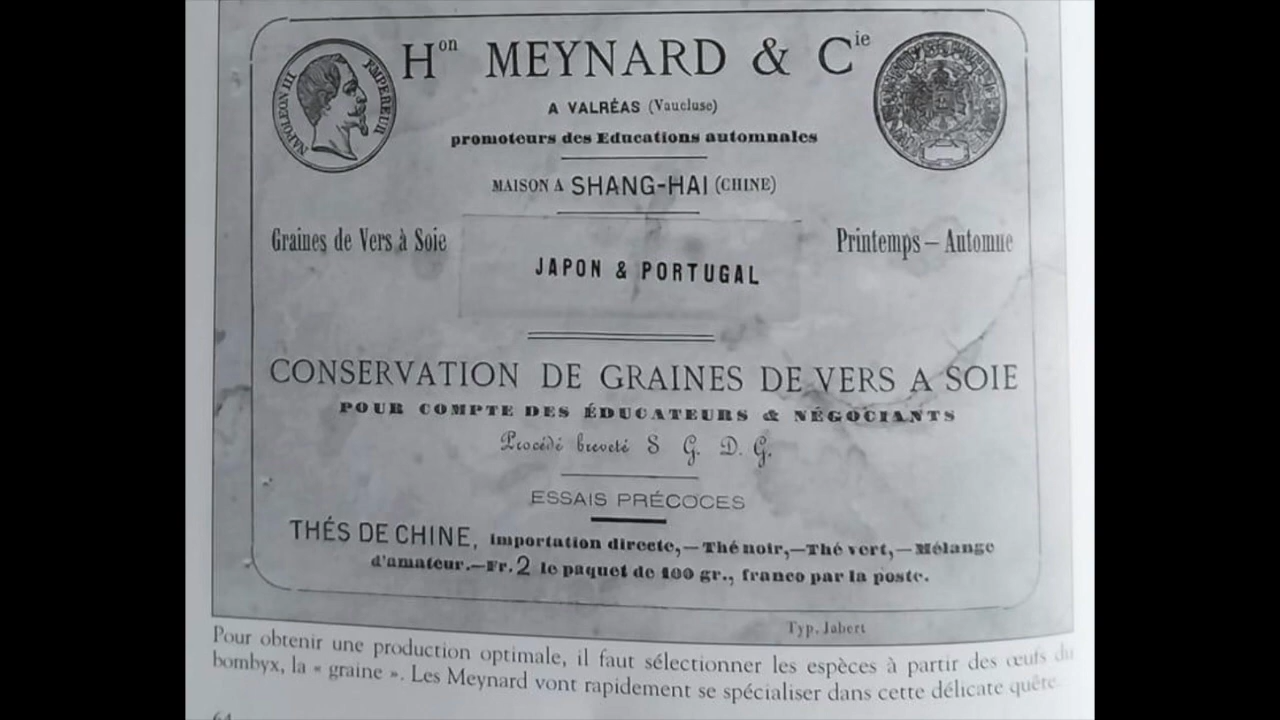 NAPOLEON III EMPEREUR
Hon MEYNARD & Cie
A VALRÉAS (Vaucluse)
promoteurs des Educations automnales
MAISON A SHANG-HAI (CHINE)
Graines de Vers à Soie
JAPON & PORTUGAL
Printemps – Automne
CONSERVATION DE GRAINES DE VERS A SOIE
POUR COMPTE DES ÉDUCATEURS & NÉGOCIANTS
Procédé breveté S G. D. G.
ESSAIS PRÉCOCES
THÉS DE CHINE, importation directe,—Thé noir,—Thé vert,—Mélange
d'amateur.—Fr. 2 le paquet de 100 gr., franco par la poste.
Typ. Jabert
Pour obtenir une production optimale, il faut sélectionner les espèces à partir des œufs du
bombyx, la « graine ». Les Meynard vont rapidement se spécialiser dans cette délicate quête.
64